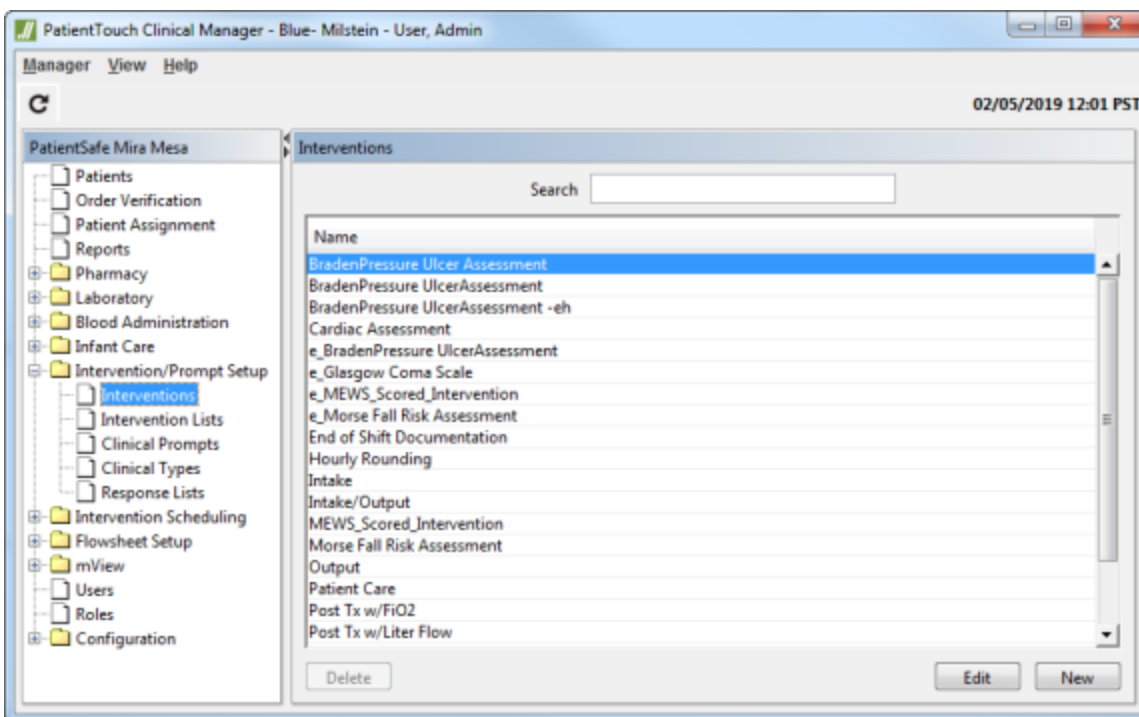 PatientTouch Clinical Manager - Blue- Milstein - User, Admin
Manager View Help
02/05/2019 12:01 PST
PatientSafe Mira Mesa
Patients
Order Verification
Patient Assignment
Reports
Pharmacy
Laboratory
Blood Administration
Infant Care
Intervention/Prompt Setup
Interventions
Intervention Lists
Clinical Prompts
Clinical Types
Response Lists
Intervention Scheduling
Flowsheet Setup
mView
Users
Roles
Configuration
Interventions
Search
Name
BradenPressure Ulcer Assessment
BradenPressure UlcerAssessment
BradenPressure UlcerAssessment -eh
Cardiac Assessment
e_BradenPressure UlcerAssessment
e_Glasgow Coma Scale
e_MEWS_Scored_Intervention
e_Morse Fall Risk Assessment
End of Shift Documentation
Hourly Rounding
Intake
Intake/Output
MEWS_Scored_Intervention
Morse Fall Risk Assessment
Output
Patient Care
Post Tx w/FiO2
Post Tx w/Liter Flow
Delete
Edit
New